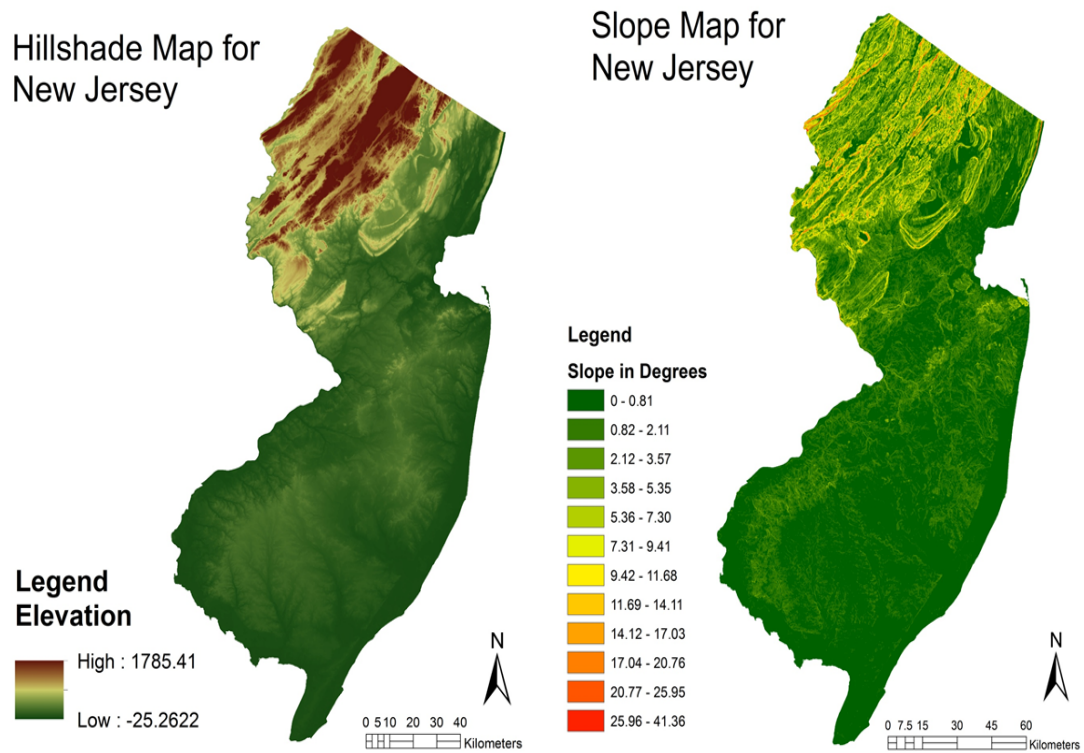 Hillshade Map for
New Jersey
Legend
Elevation
High : 1785.41
Low : -25.2622
N
0 5 10 20 30 40
Kilometers
Slope Map for
New Jersey
Legend
Slope in Degrees
0 - 0.81
0.82 - 2.11
2.12 - 3.57
3.58 - 5.35
5.36 - 7.30
7.31 - 9.41
9.42 - 11.68
11.69 - 14.11
14.12 - 17.03
17.04 - 20.76
20.77 - 25.95
25.96 - 41.36
N
0 7.5 15 30 45 60
Kilometers